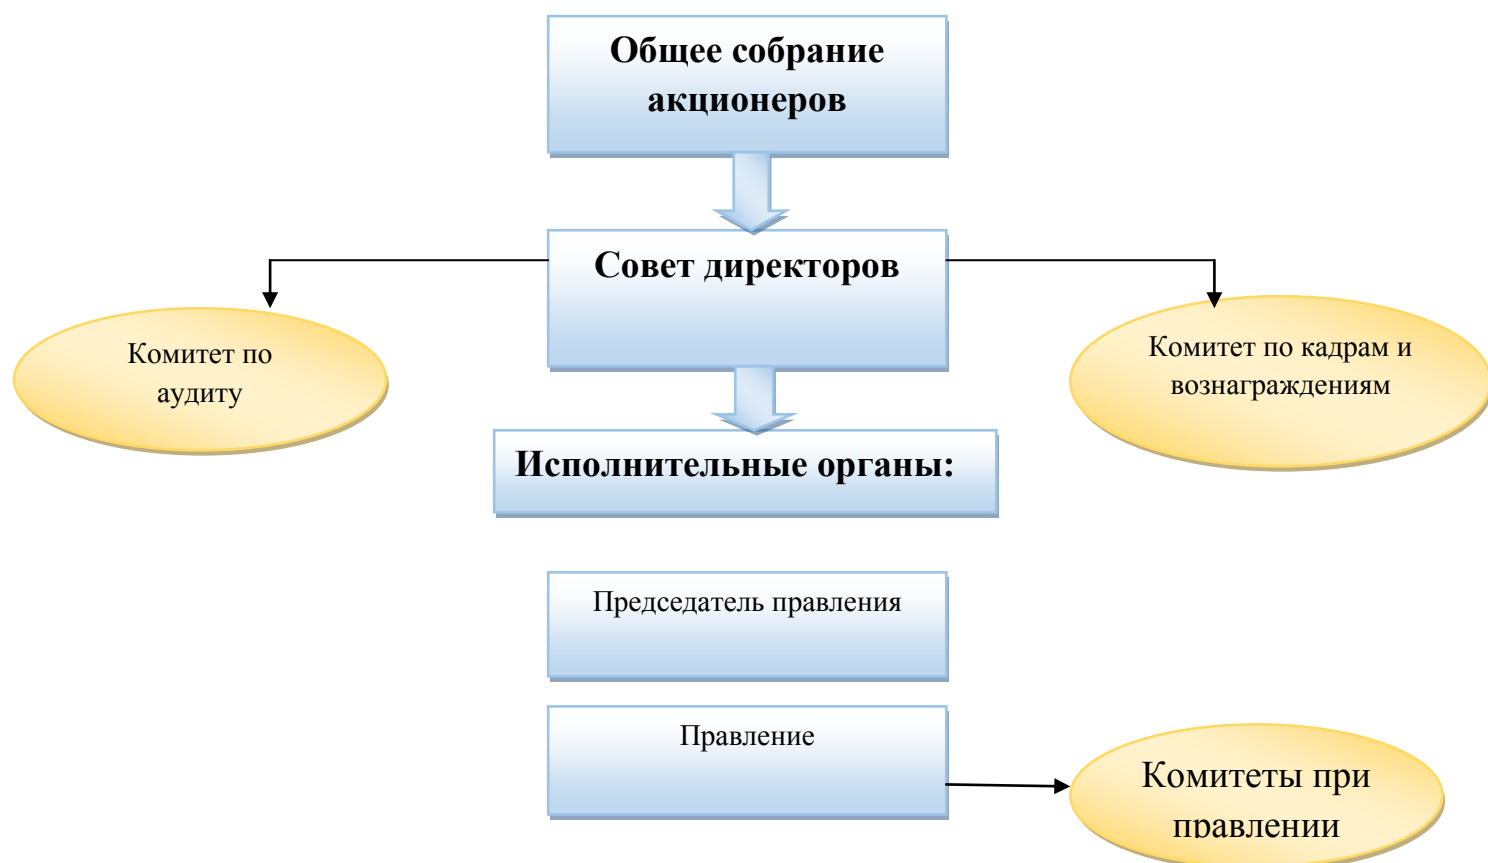 Общее собрание
акционеров
Совет директоров
Комитет по
аудиту
Комитет по кадрам и
вознаграждениям
Исполнительные органы:
Председатель правления
Правление
Комитеты при
правлении